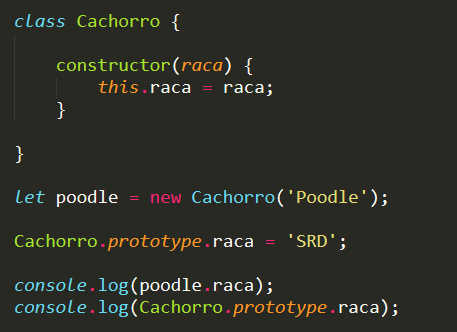 class Cachorro {
constructor(raca) {
this.raca = raca;
}
}
let poodle = new Cachorro('Poodle');
Cachorro.prototype.raca = 'SRD';
console.log(poodle.raca);
console.log(Cachorro.prototype.raca);